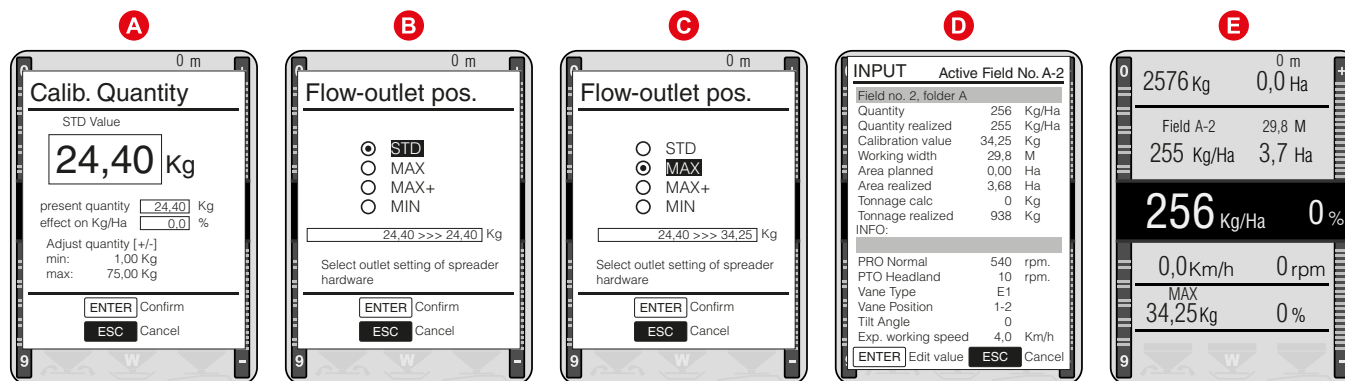 A
0 m
0
+
Calib. Quantity
STD Value
24,40 Kg
present quantity 24,40 Kg
effect on Kg/Ha 0,0 %
Adjust quantity [+/-]
min: 1,00 Kg
max: 75,00 Kg
ENTER Confirm
ESC Cancel
9 W -
B
0 m
0
+
Flow-outlet pos.
STD
MAX
MAX+
MIN
24,40 >>> 24,40 Kg
Select outlet setting of spreader
hardware
ENTER Confirm
ESC Cancel
9 W -
C
0 m
0
+
Flow-outlet pos.
STD
MAX
MAX+
MIN
24,40 >>> 34,25 Kg
Select outlet setting of spreader
hardware
ENTER Confirm
ESC Cancel
9 W -
D
INPUT Active Field No. A-2
Field no. 2, folder A
Quantity 256 Kg/Ha
Quantity realized 255 Kg/Ha
Calibration value 34,25 Kg
Working width 29,8 M
Area planned 0,00 Ha
Area realized 3,68 Ha
Tonnage calc 0 Kg
Tonnage realized 938 Kg
INFO:
PRO Normal 540 rpm.
PTO Headland 10 rpm.
Vane Type E1
Vane Position 1-2
Tilt Angle 0
Exp. working speed 4,0 Km/h
ENTER Edit value ESC Cancel
E
0 m
0 +
2576 Kg 0,0 Ha
Field A-2 29,8 M
255 Kg/Ha 3,7 Ha
256 Kg/Ha 0 %
0,0 Km/h 0 rpm
MAX
34,25 Kg 0 %
9 W -